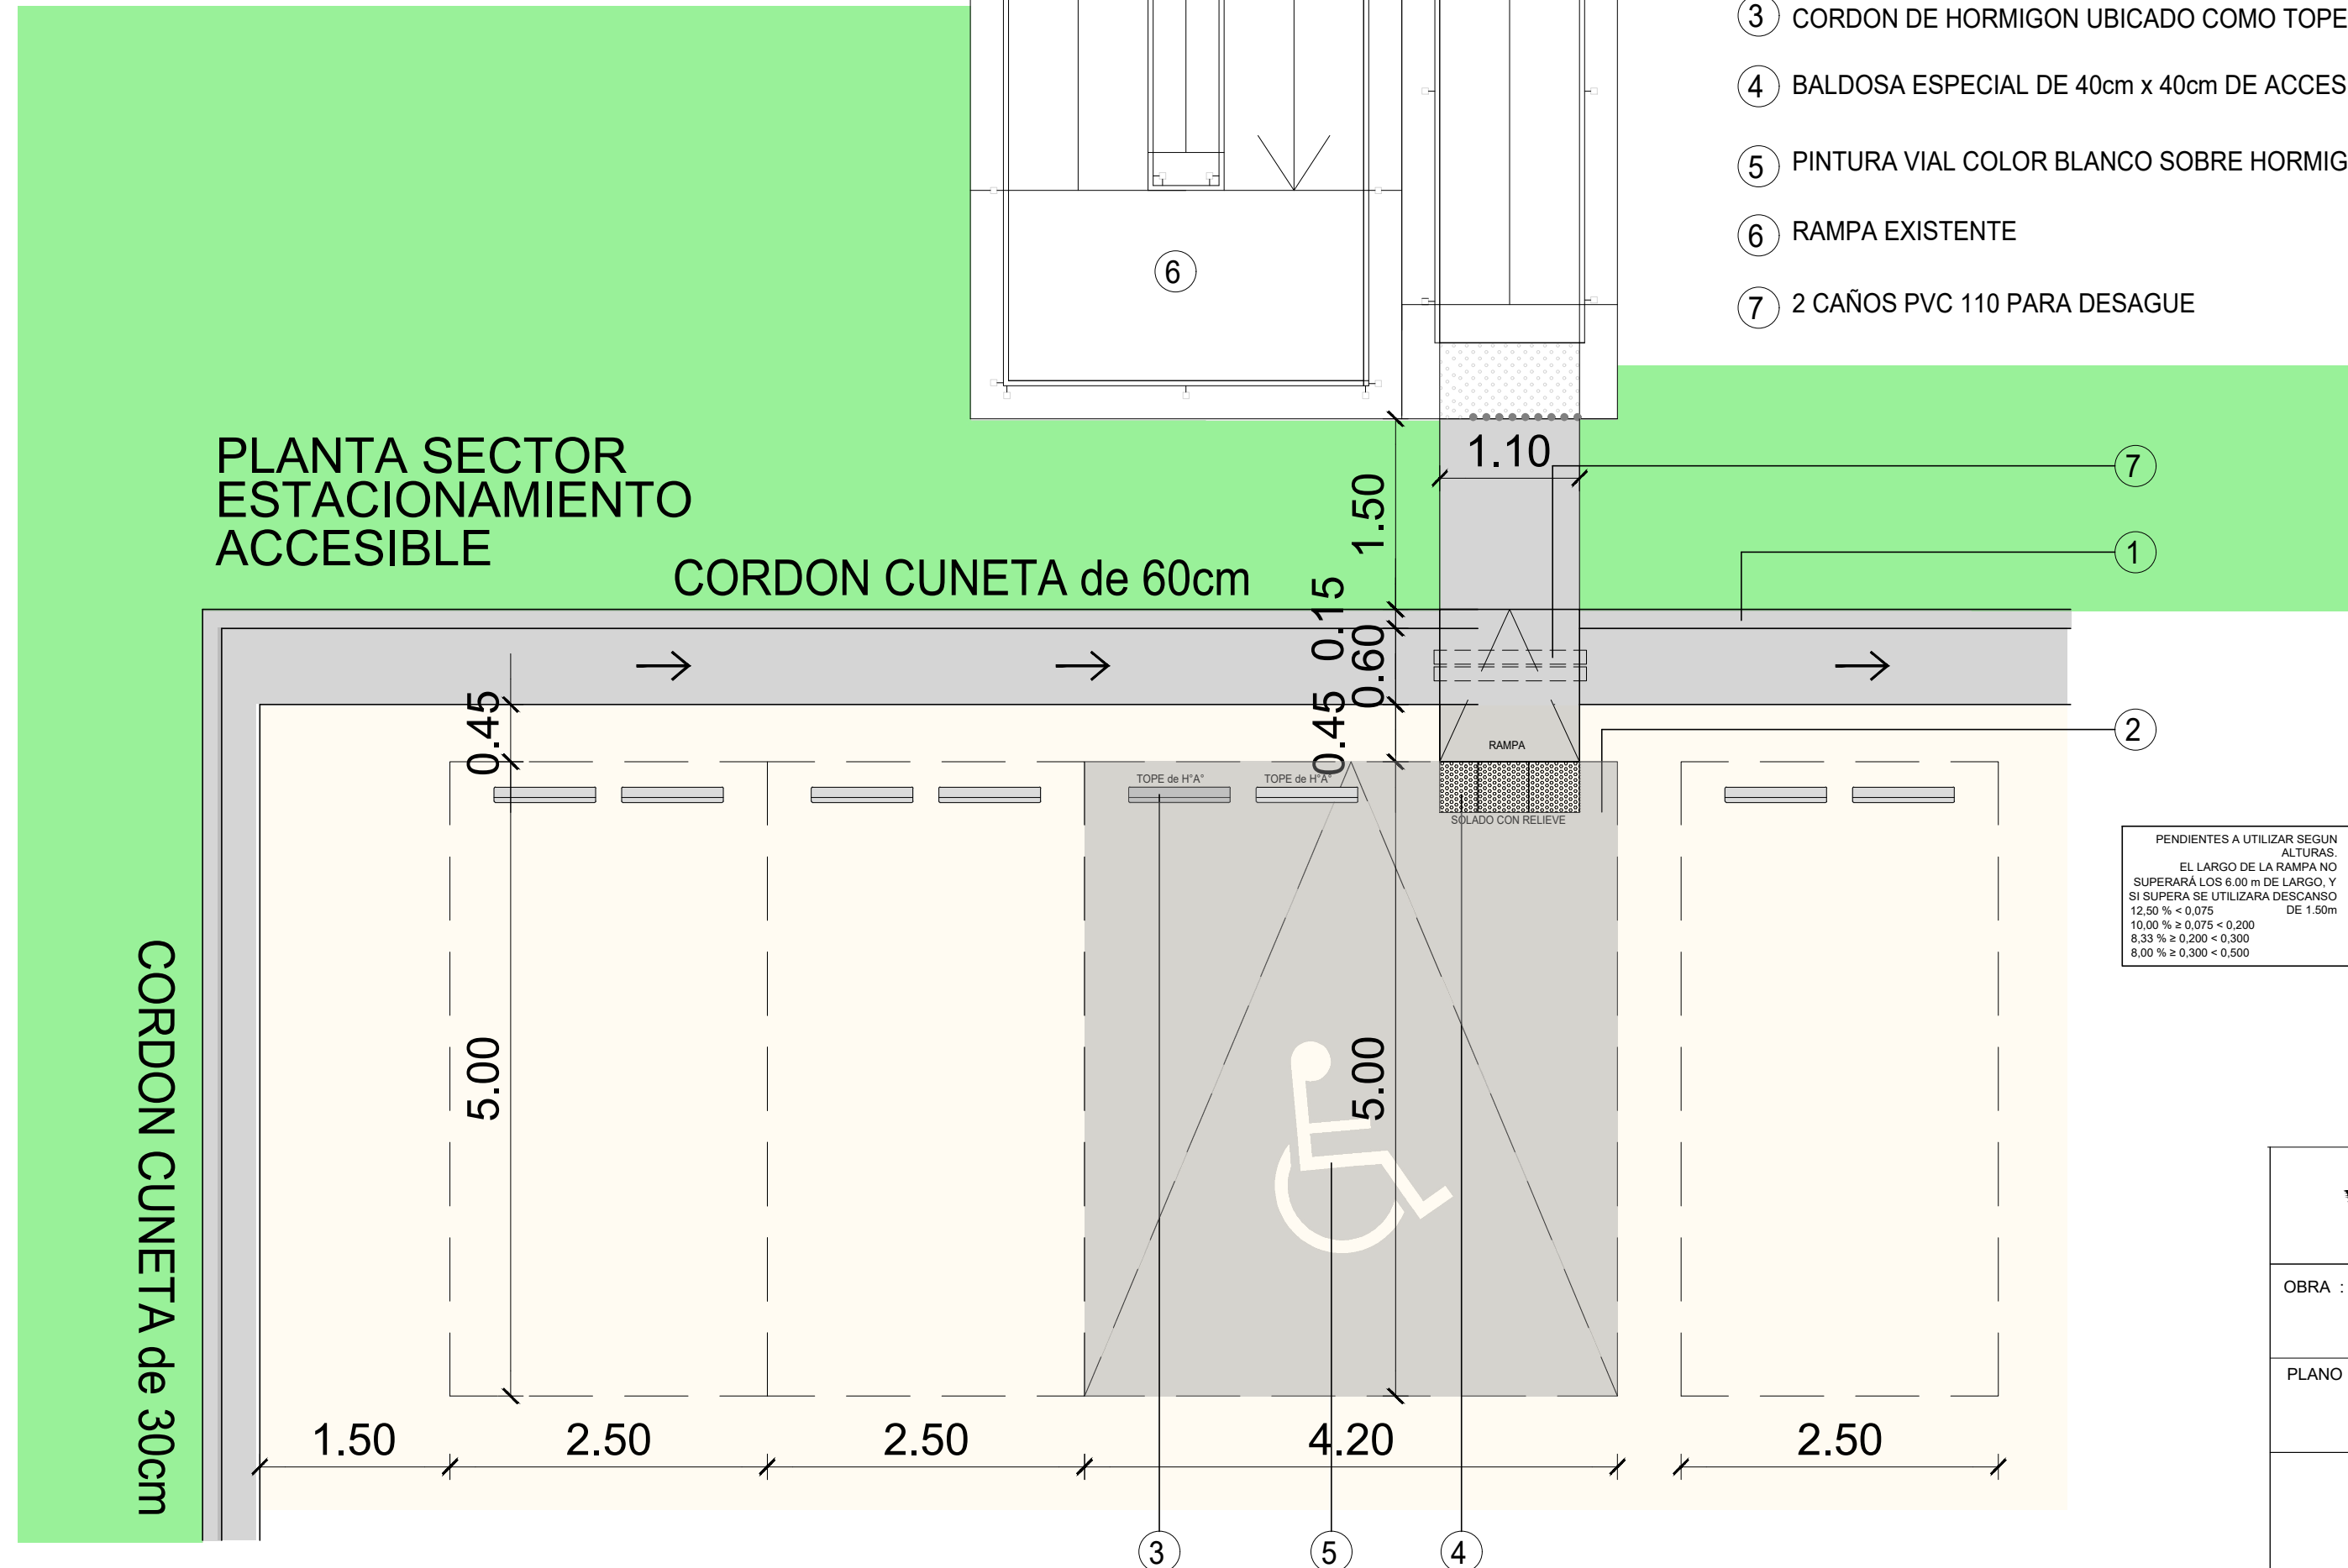 3 CORDON DE HORMIGON UBICADO COMO TOPE
4 BALDOSA ESPECIAL DE 40cm x 40cm DE ACCES
5 PINTURA VIAL COLOR BLANCO SOBRE HORMIG
6 RAMPA EXISTENTE
7 2 CAÑOS PVC 110 PARA DESAGUE
6
PLANTA SECTOR
ESTACIONAMIENTO
ACCESIBLE
CORDON CUNETA de 60cm
1.10
1.50
0.15
0.60
0.45
0.45
7
1
2
RAMPA
TOPE de H°A°
TOPE de H°A°
SOLADO CON RELIEVE
PENDIENTES A UTILIZAR SEGUN
ALTURAS.
EL LARGO DE LA RAMPA NO
SUPERARÁ LOS 6.00 m DE LARGO, Y
SI SUPERA SE UTILIZARA DESCANSO
12,50 % < 0,075 DE 1.50m
10,00 % ≥ 0,075 < 0,200
8,33 % ≥ 0,200 < 0,300
8,00 % ≥ 0,300 < 0,500
CORDON CUNETA de 30cm
5.00
5.00
OBRA :
PLANO
1.50
2.50
2.50
4.20
2.50
3
5
4